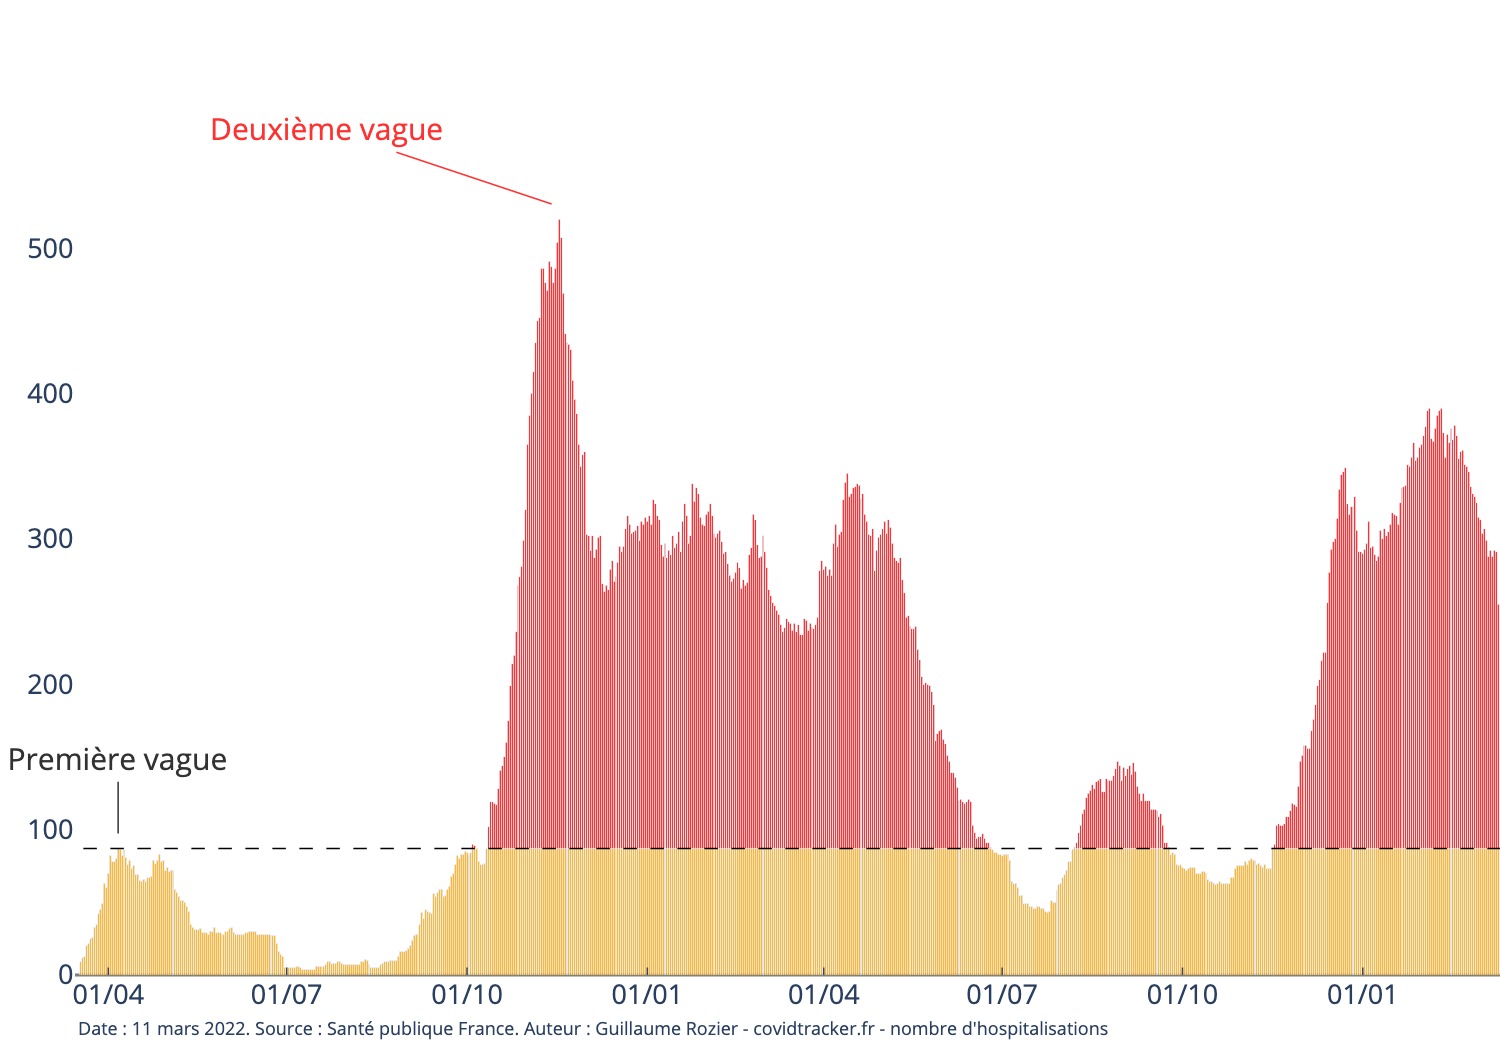 Deuxième vague
500
400
300
200
Première vague
100
0
01/04 01/07 01/10 01/01 01/04 01/07 01/10 01/01
Date : 11 mars 2022. Source : Santé publique France. Auteur : Guillaume Rozier - covidtracker.fr - nombre d'hospitalisations